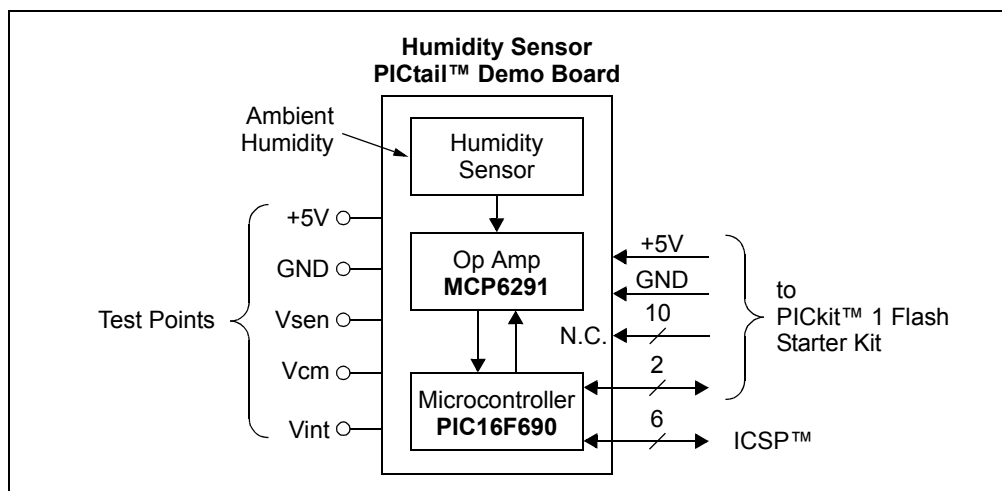 Humidity Sensor
PICtail™ Demo Board
Ambient
Humidity
Humidity
Sensor
+5V
GND
Vsen
Vcm
Vint
Test Points
Op Amp
MCP6291
Microcontroller
PIC16F690
+5V
GND
10
N.C.
2
6
to
PICkit™ 1 Flash
Starter Kit
ICSP™